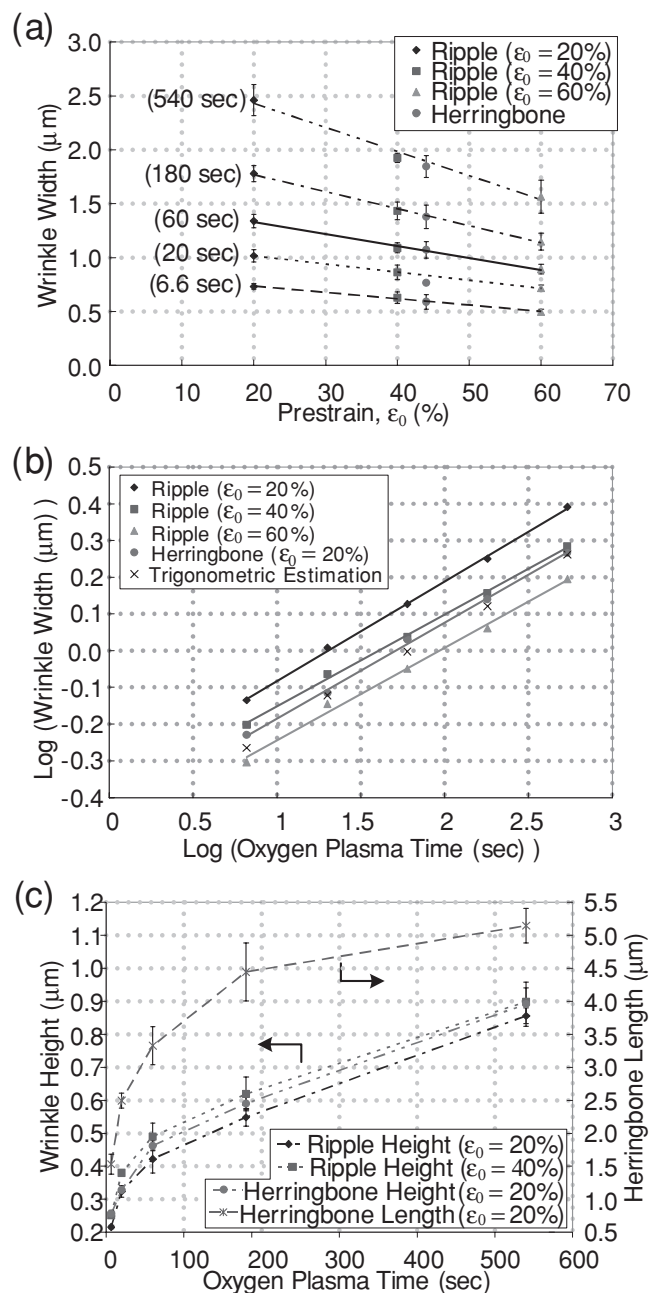 (a)
Wrinkle Width (μm)
3.0
2.5
2.0
1.5
1.0
0.5
0.0
(540 sec)
(180 sec)
(60 sec)
(20 sec)
(6.6 sec)
Ripple (ε0 = 20%)
Ripple (ε0 = 40%)
Ripple (ε0 = 60%)
Herringbone
0 10 20 30 40 50 60 70
Prestrain, ε0 (%)
(b)
Log (Wrinkle Width (μm) )
0.5
0.4
0.3
0.2
0.1
0.0
-0.1
-0.2
-0.3
-0.4
Ripple (ε0 = 20%)
Ripple (ε0 = 40%)
Ripple (ε0 = 60%)
Herringbone (ε0 = 20%)
Trigonometric Estimation
0 0.5 1.0 1.5 2.0 2.5 3
Log (Oxygen Plasma Time (sec) )
(c)
Wrinkle Height (μm)
1.2
1.1
1.0
0.9
0.8
0.7
0.6
0.5
0.4
0.3
0.2
5.5
5.0
4.5
4.0
3.5
3.0
2.5
2.0
1.5
1.0
0.5
Herringbone Length (μm)
Ripple Height (ε0 = 20%)
Ripple Height (ε0 = 40%)
Herringbone Height (ε0 = 20%)
Herringbone Length (ε0 = 20%)
0 100 200 300 400 500 600
Oxygen Plasma Time (sec)